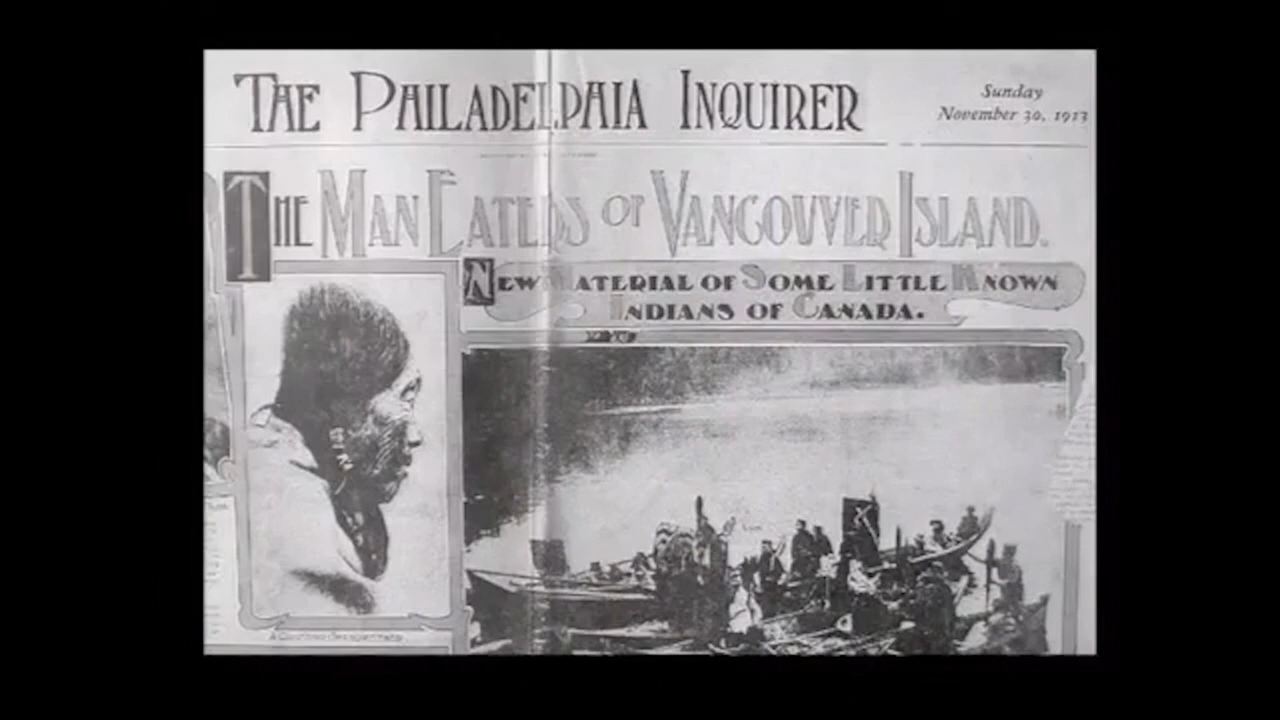 THE PHILADELPHIA INQUIRER
Sunday
November 30, 1913
THE MAN EATERS OF VANCOUVER ISLAND.
NEW MATERIAL OF SOME LITTLE KNOWN
INDIANS OF CANADA.